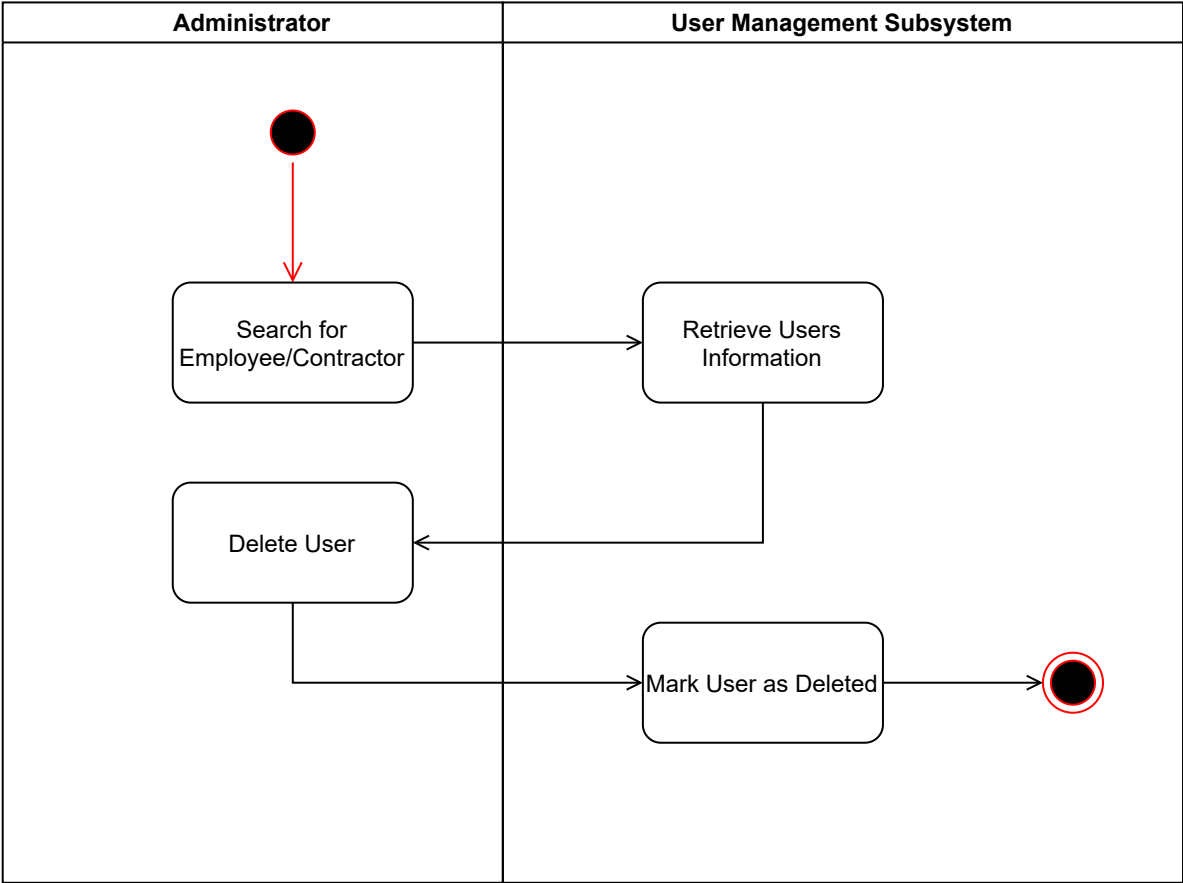 Administrator
User Management Subsystem
Search for
Employee/Contractor
Retrieve Users
Information
Delete User
Mark User as Deleted